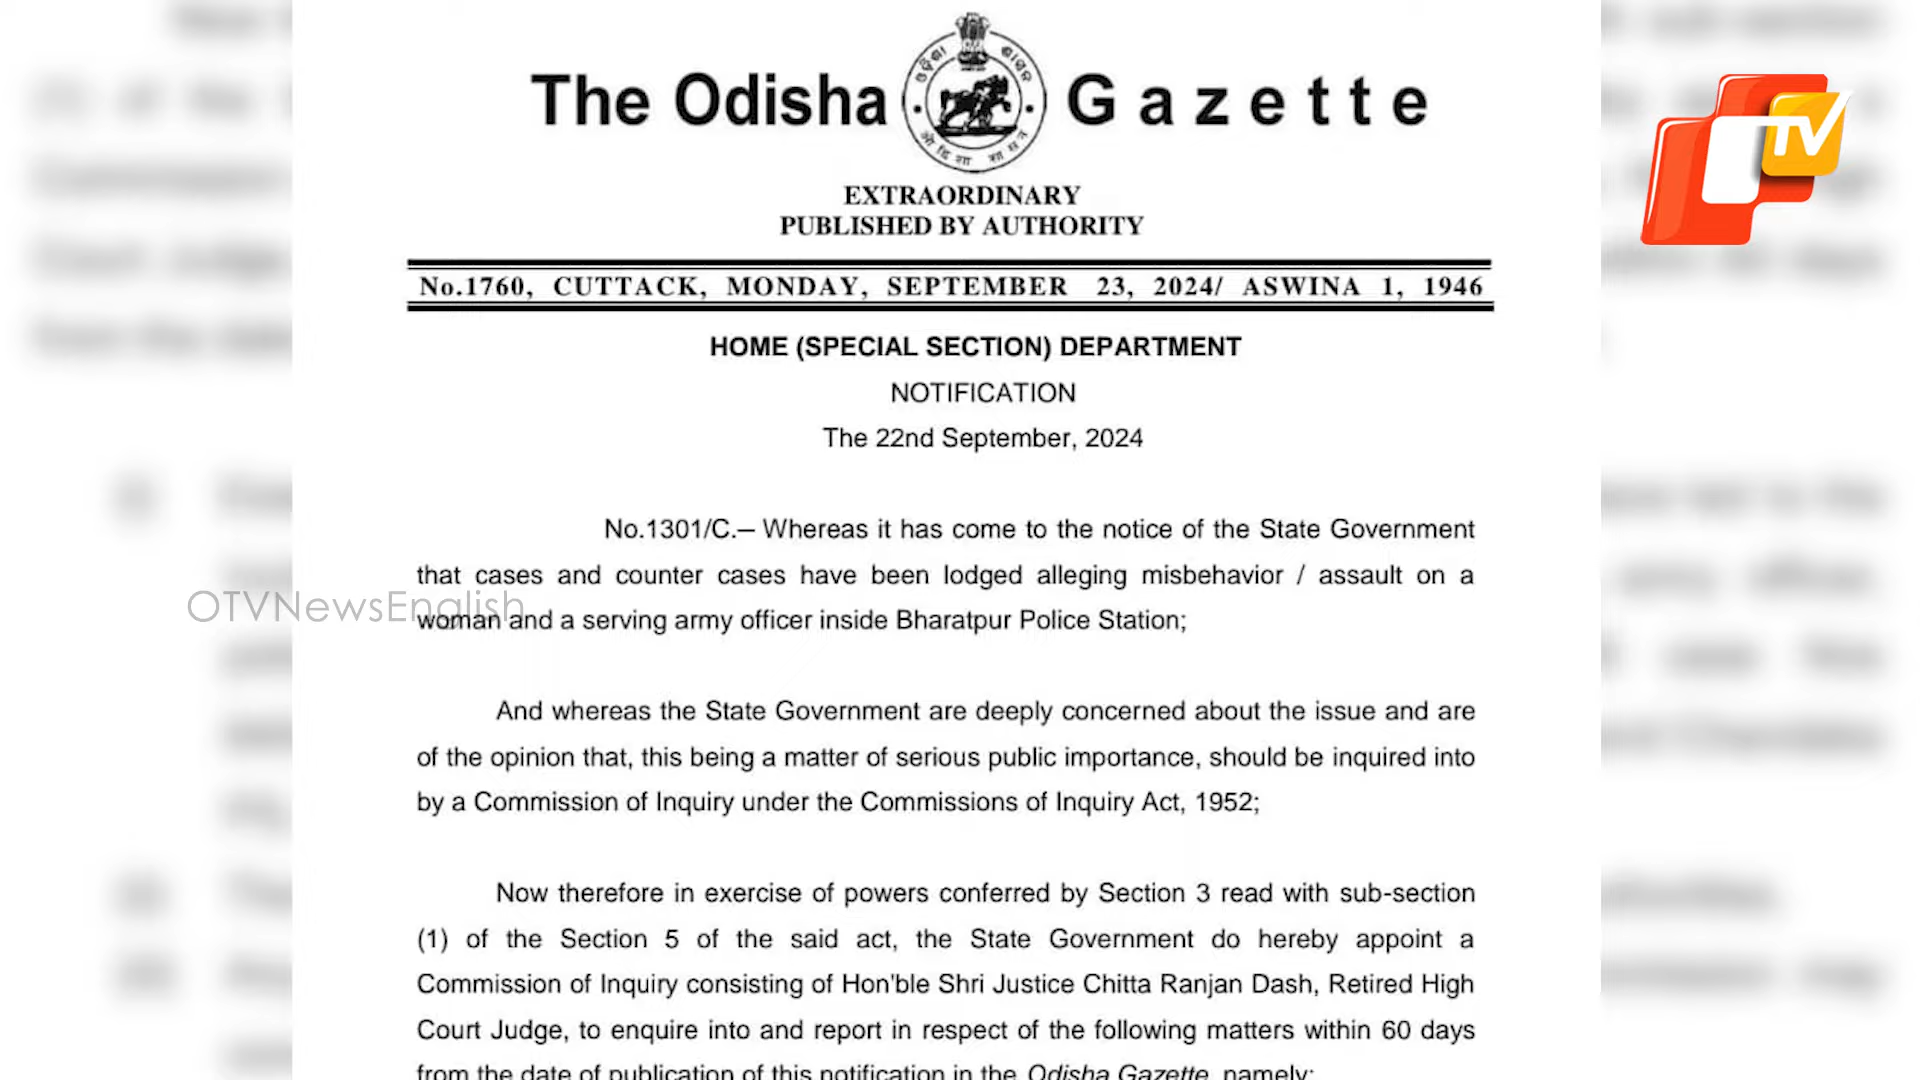 The Odisha Gazette
ଓଡ଼ିଶା ଶାସନ
ओडिशा शासन
TV
EXTRAORDINARY
PUBLISHED BY AUTHORITY
No.1760, CUTTACK, MONDAY, SEPTEMBER 23, 2024/ ASWINA 1, 1946
HOME (SPECIAL SECTION) DEPARTMENT
NOTIFICATION
The 22nd September, 2024
No.1301/C.— Whereas it has come to the notice of the State Government
that cases and counter cases have been lodged alleging misbehavior / assault on a
OTVNewsEnglish
woman and a serving army officer inside Bharatpur Police Station;
And whereas the State Government are deeply concerned about the issue and are
of the opinion that, this being a matter of serious public importance, should be inquired into
by a Commission of Inquiry under the Commissions of Inquiry Act, 1952;
Now therefore in exercise of powers conferred by Section 3 read with sub-section
(1) of the Section 5 of the said act, the State Government do hereby appoint a
Commission of Inquiry consisting of Hon'ble Shri Justice Chitta Ranjan Dash, Retired High
Court Judge, to enquire into and report in respect of the following matters within 60 days
from the date of publication of this notification in the Odisha Gazette, namely: